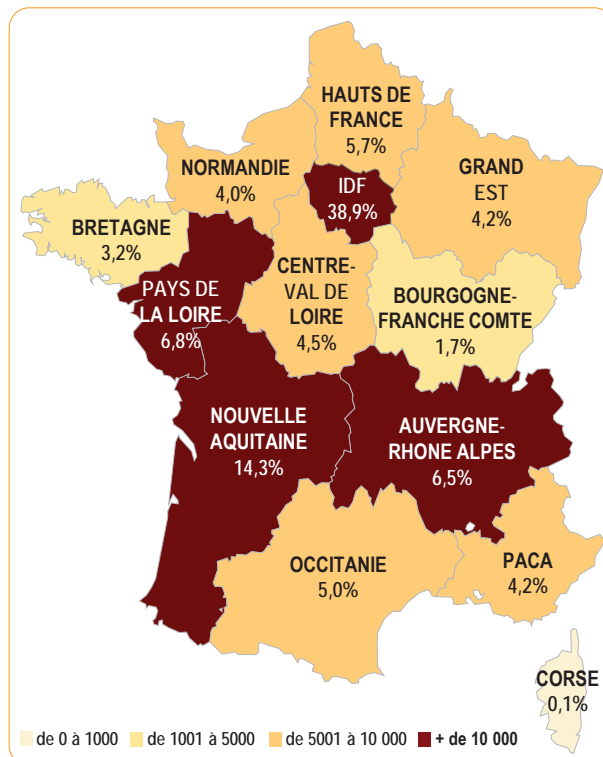 HAUTS DE
FRANCE
5,7%
NORMANDIE
4,0%
IDF
38,9%
GRAND
EST
4,2%
BRETAGNE
3,2%
PAYS DE
LA LOIRE
6,8%
CENTRE-
VAL DE
LOIRE
4,5%
BOURGOGNE-
FRANCHE COMTE
1,7%
NOUVELLE
AQUITAINE
14,3%
AUVERGNE-
RHONE ALPES
6,5%
OCCITANIE
5,0%
PACA
4,2%
CORSE
0,1%
de 0 à 1000 de 1001 à 5000 de 5001 à 10 000 + de 10 000